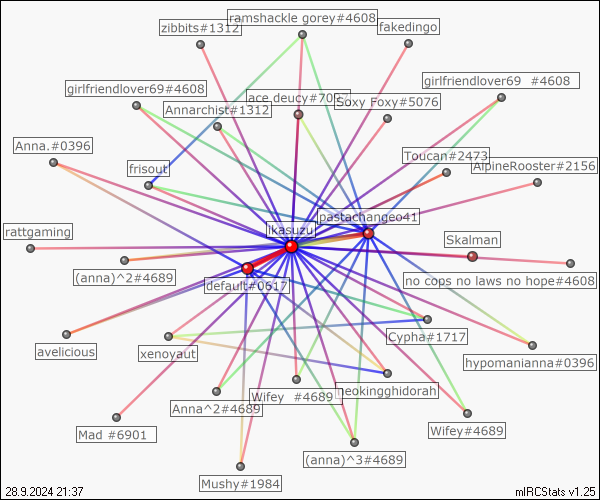 ramshackle gorey#4608
zibbits#1312
fakedingo
girlfriendlover69#4608
girlfriendlover69 #4608
ace deucy#7097
Soxy Foxy#5076
Annarchist#1312
Anna.#0396
Toucan#2473
frisout
AlpineRooster#2156
pastachangeo41
ikasuzu
rattgaming
Skalman
(anna)^2#4689
no cops no laws no hope#4608
default#0617
Cypha#1717
avelicious
xenoyaut
hypomanianna#0396
neokingghidorah
Wifey #4689
Anna^2#4689
Mad #6901
Wifey#4689
(anna)^3#4689
Mushy#1984
28.9.2024 21:37
mIRCStats v1.25